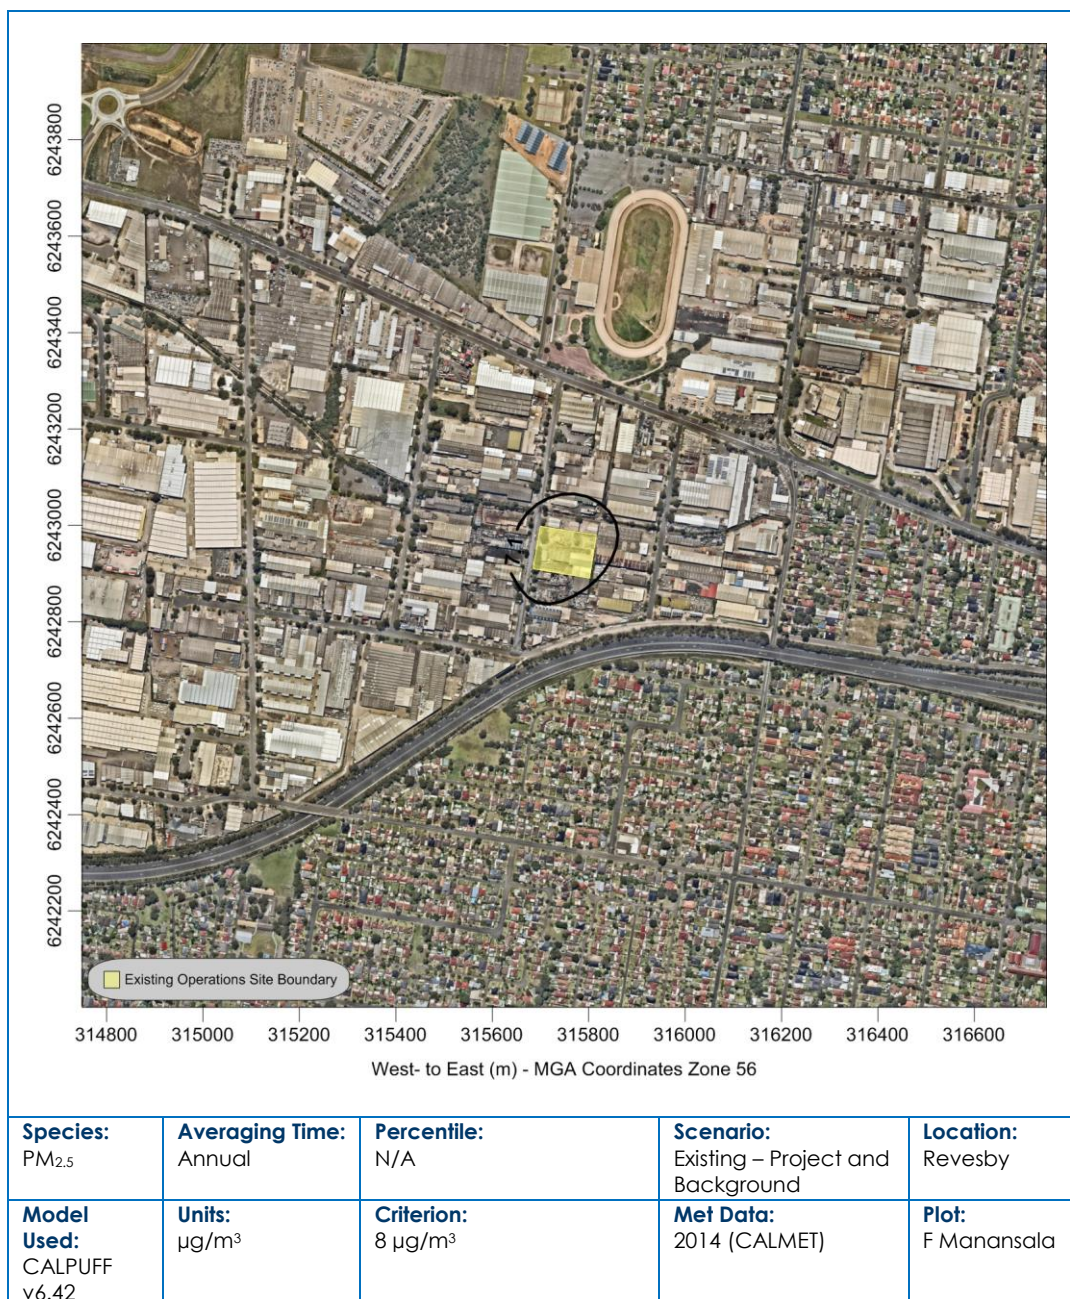 6243800
6243600
6243400
6243200
6243000
6242800
6242600
6242400
6242200
7.1
Existing Operations Site Boundary
314800 315000 315200 315400 315600 315800 316000 316200 316400 316600
West- to East (m) - MGA Coordinates Zone 56
Species: Averaging Time: Percentile: Scenario: Location:
PM2.5 Annual N/A Existing – Project and Revesby
Background
Model Units: Criterion: Met Data: Plot:
Used: µg/m³ 8 µg/m³ 2014 (CALMET) F Manansala
CALPUFF
v6.42